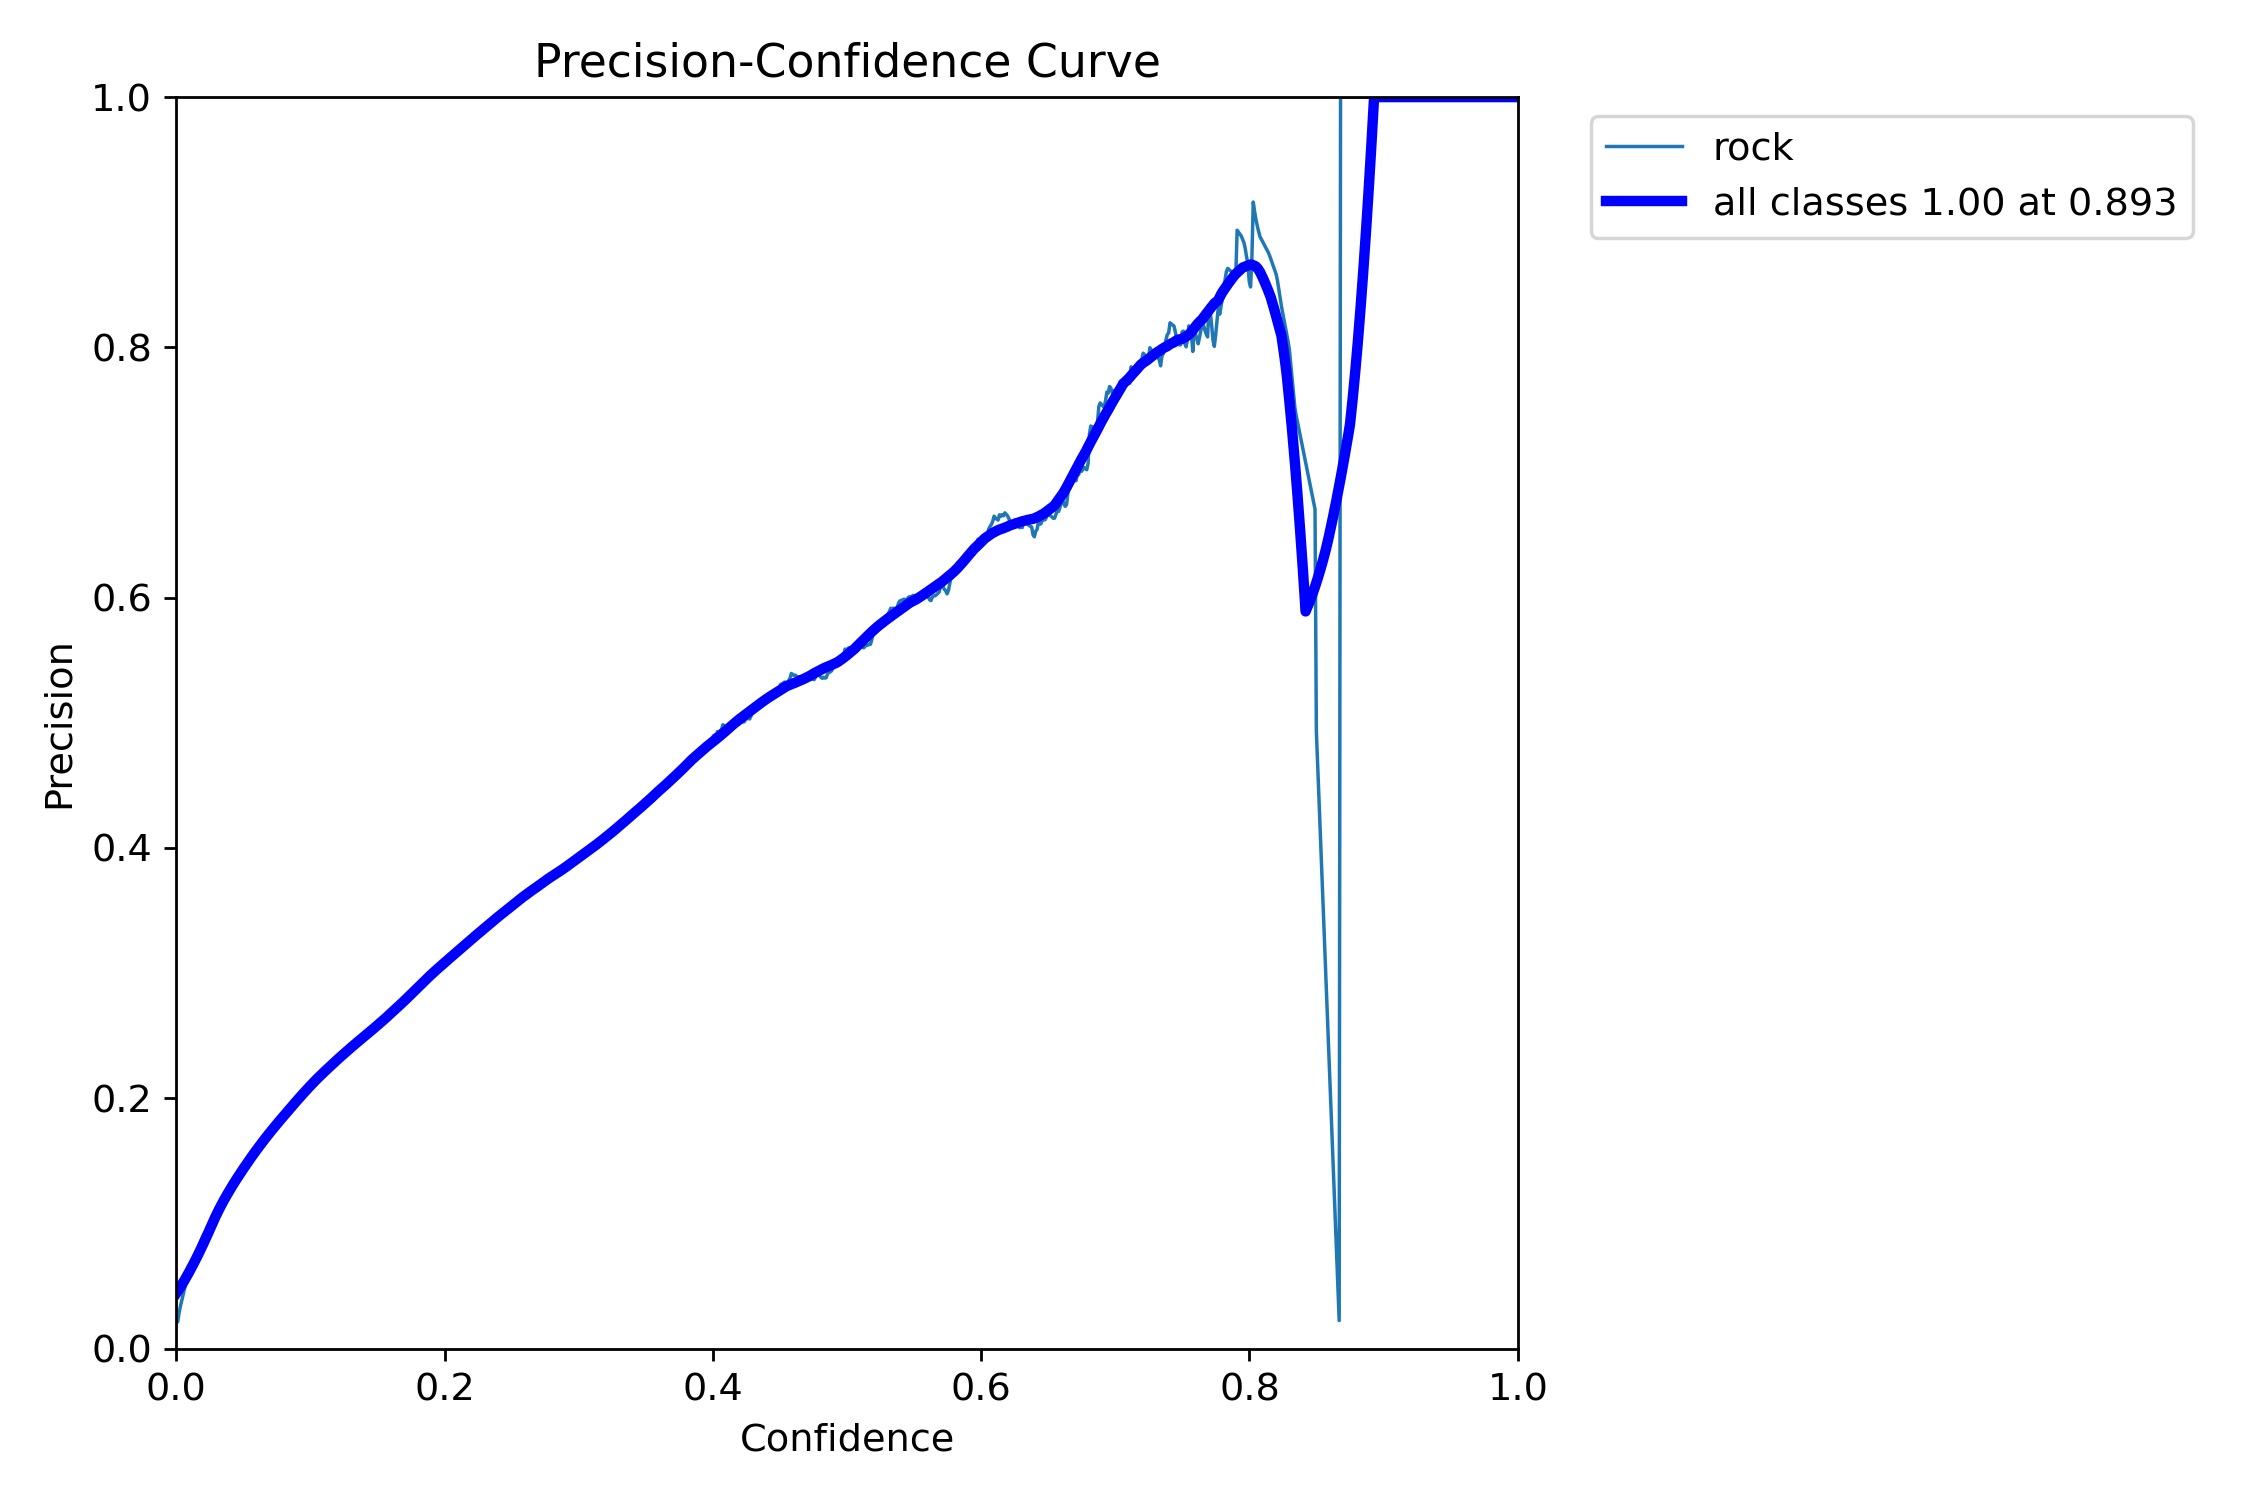 Precision-Confidence Curve
1.0
0.8
0.6
0.4
0.2
0.0
Precision
0.0 0.2 0.4 0.6 0.8 1.0
Confidence
rock
all classes 1.00 at 0.893